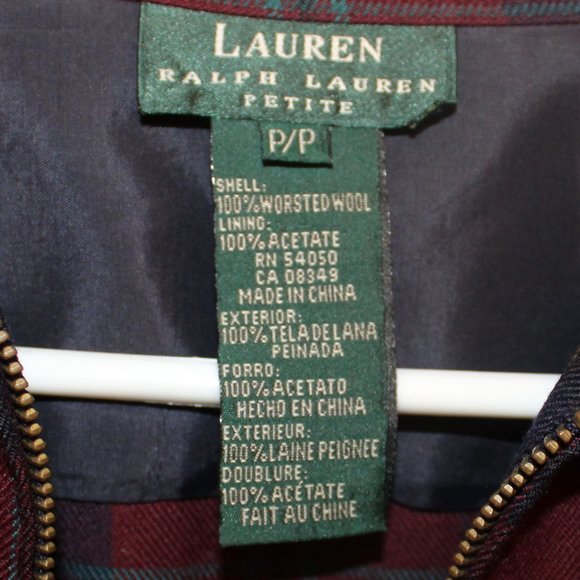 LAUREN
RALPH LAUREN
PETITE
P/P
SHELL:
100% WORSTED WOOL
LINING:
100% ACETATE
RN 54050
CA 08349
MADE IN CHINA
EXTERIOR:
100% TELA DE LANA
PEINADA
FORRO:
100% ACETATO
HECHO EN CHINA
EXTERIEUR:
100% LAINE PEIGNEE
DOUBLURE:
100% ACÉTATE
FAIT AU CHINE